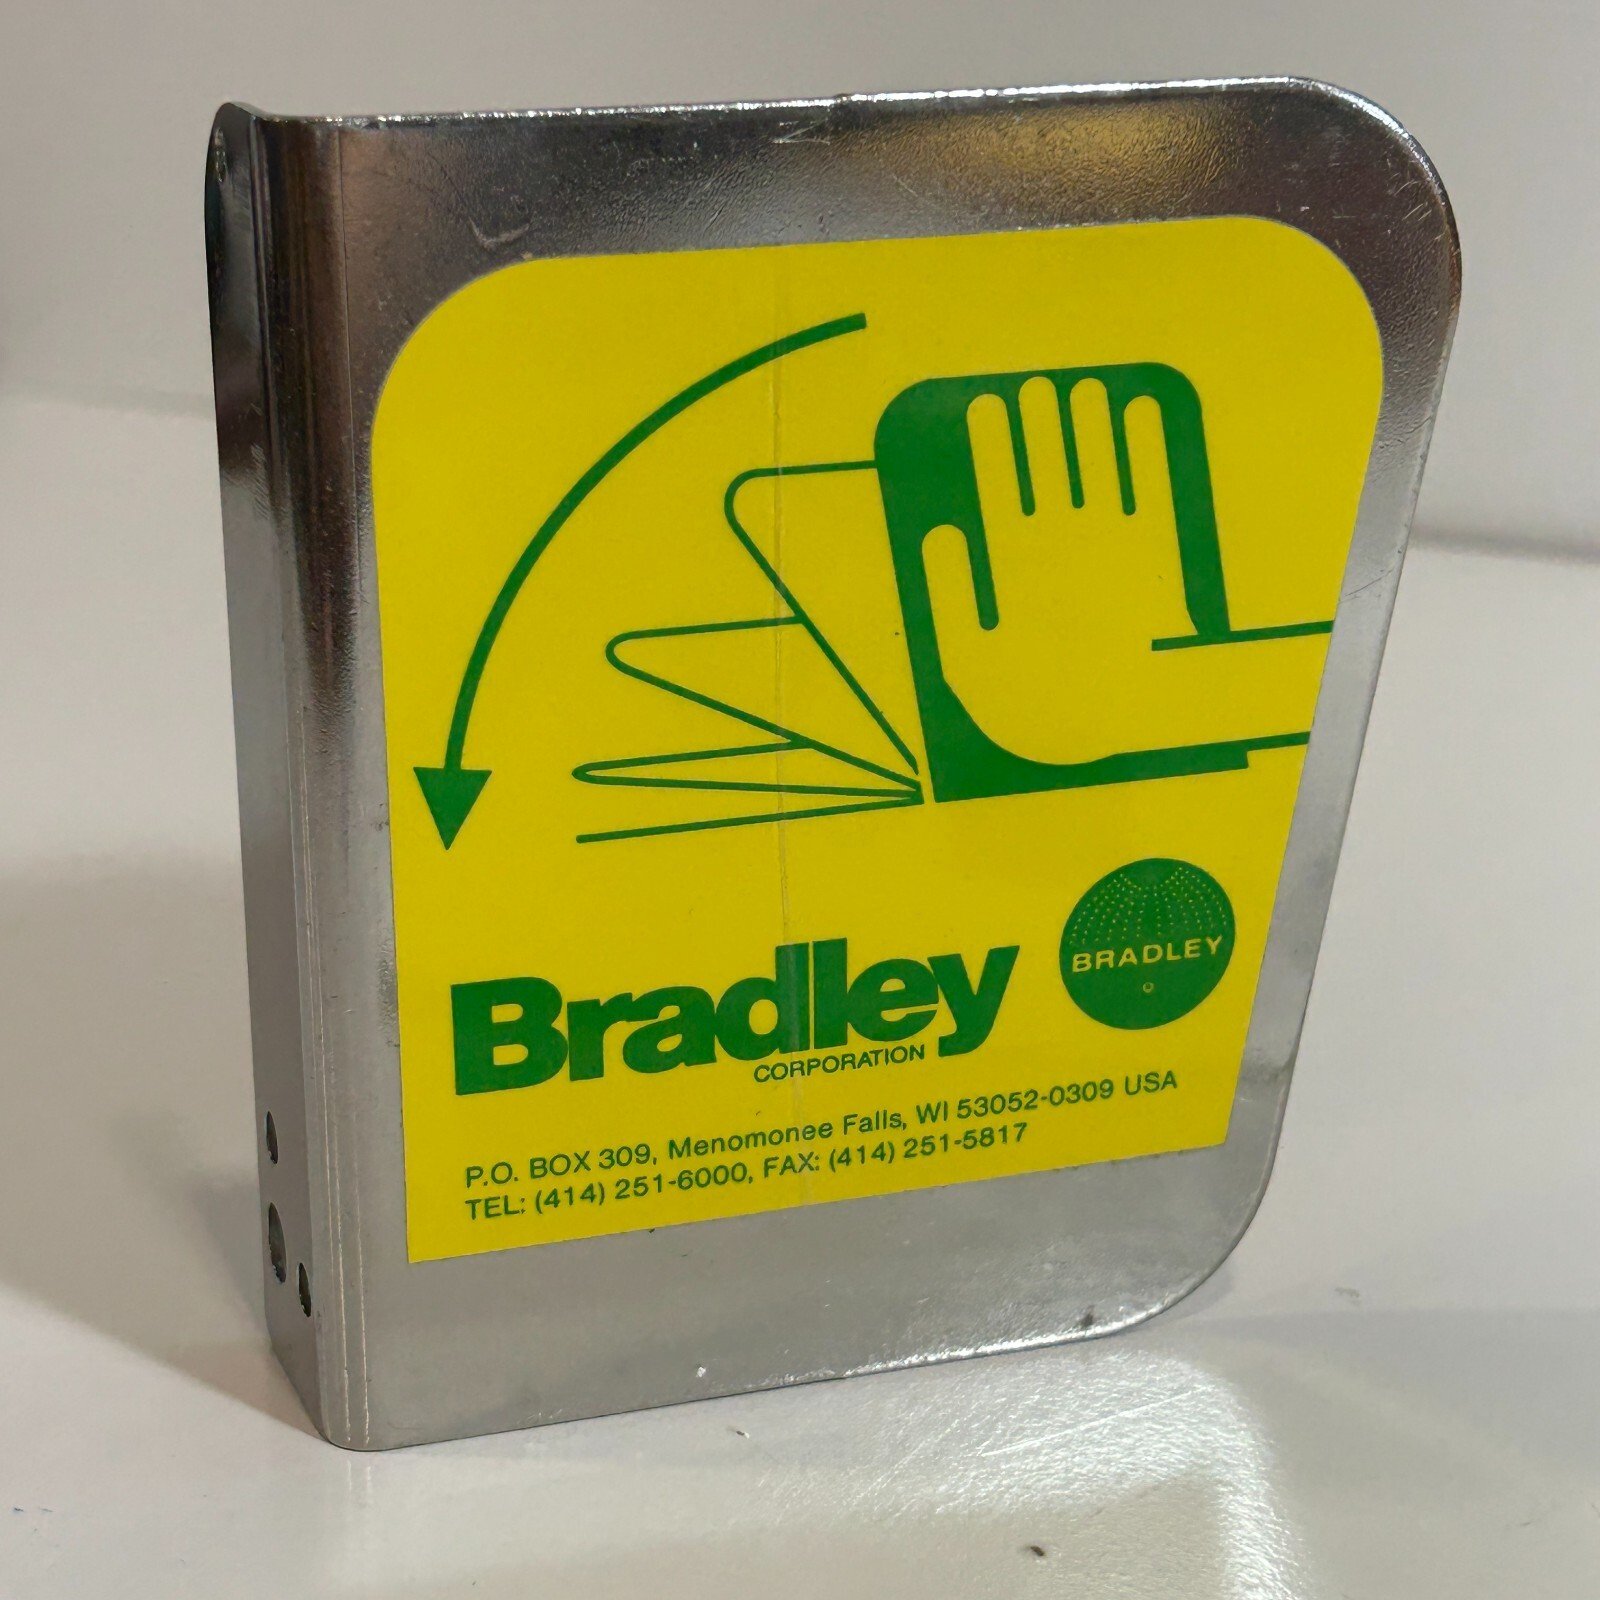 BRADLEY
Bradley
CORPORATION
P.O. BOX 309, Menomonee Falls, WI 53052-0309 USA
TEL: (414) 251-6000, FAX: (414) 251-5817